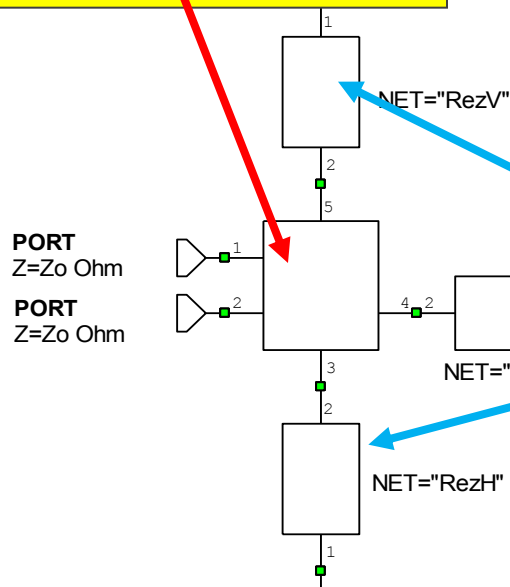 1
NET="RezV"
2
5
PORT
Z=Zo Ohm
1
PORT
Z=Zo Ohm
2
4 2
3
NET="
2
NET="RezH"
1